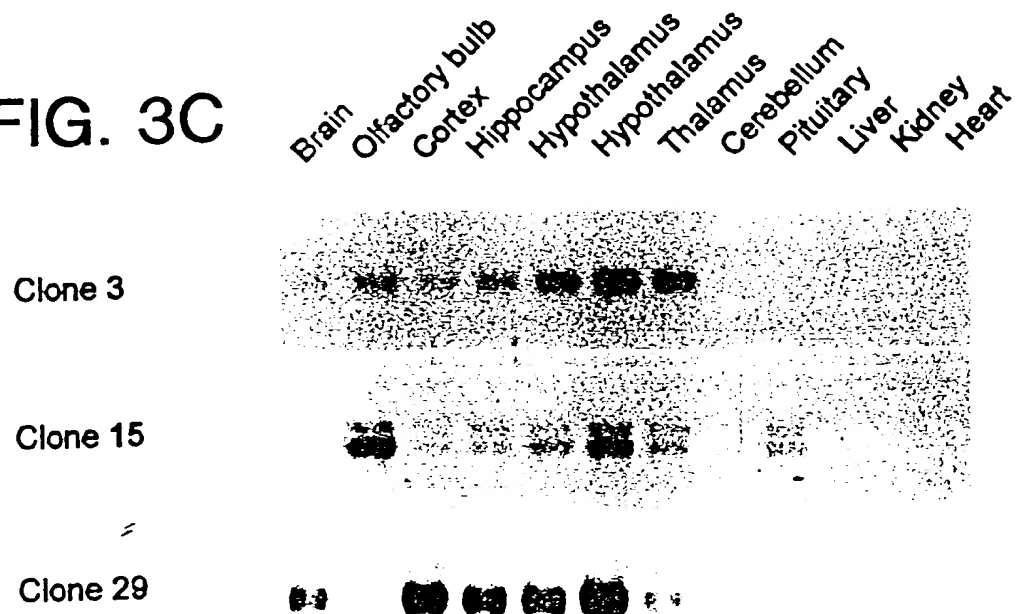 FIG. 3C
Brain
Olfactory bulb
Cortex
Hippocampus
Hypothalamus
Hypothalamus
Thalamus
Cerebellum
Pituitary
Liver
Kidney
Heart
Clone 3
Clone 15
Clone 29